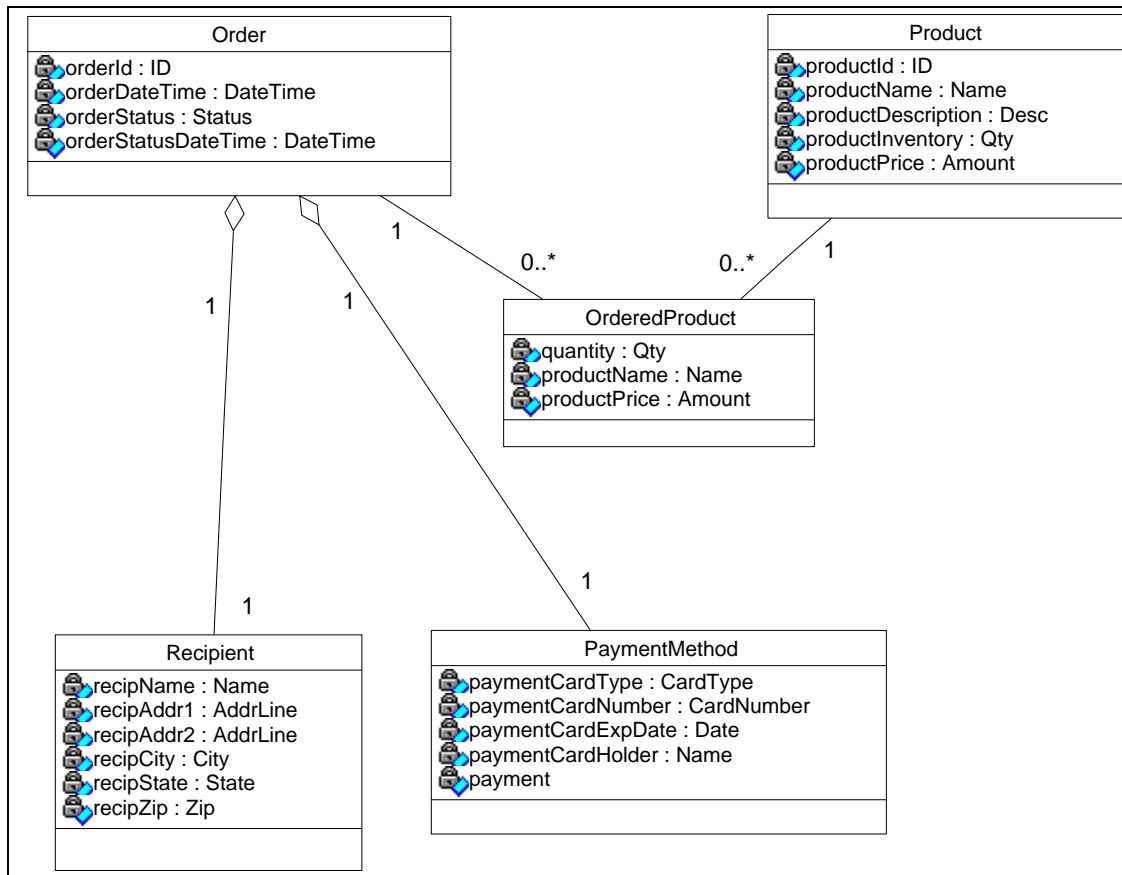 Order
orderId : ID
orderDateTime : DateTime
orderStatus : Status
orderStatusDateTime : DateTime
Product
productId : ID
productName : Name
productDescription : Desc
productInventory : Qty
productPrice : Amount
1
0..*
0..*
1
1
1
OrderedProduct
quantity : Qty
productName : Name
productPrice : Amount
1
1
Recipient
recipName : Name
recipAddr1 : AddrLine
recipAddr2 : AddrLine
recipCity : City
recipState : State
recipZip : Zip
PaymentMethod
paymentCardType : CardType
paymentCardNumber : CardNumber
paymentCardExpDate : Date
paymentCardHolder : Name
payment